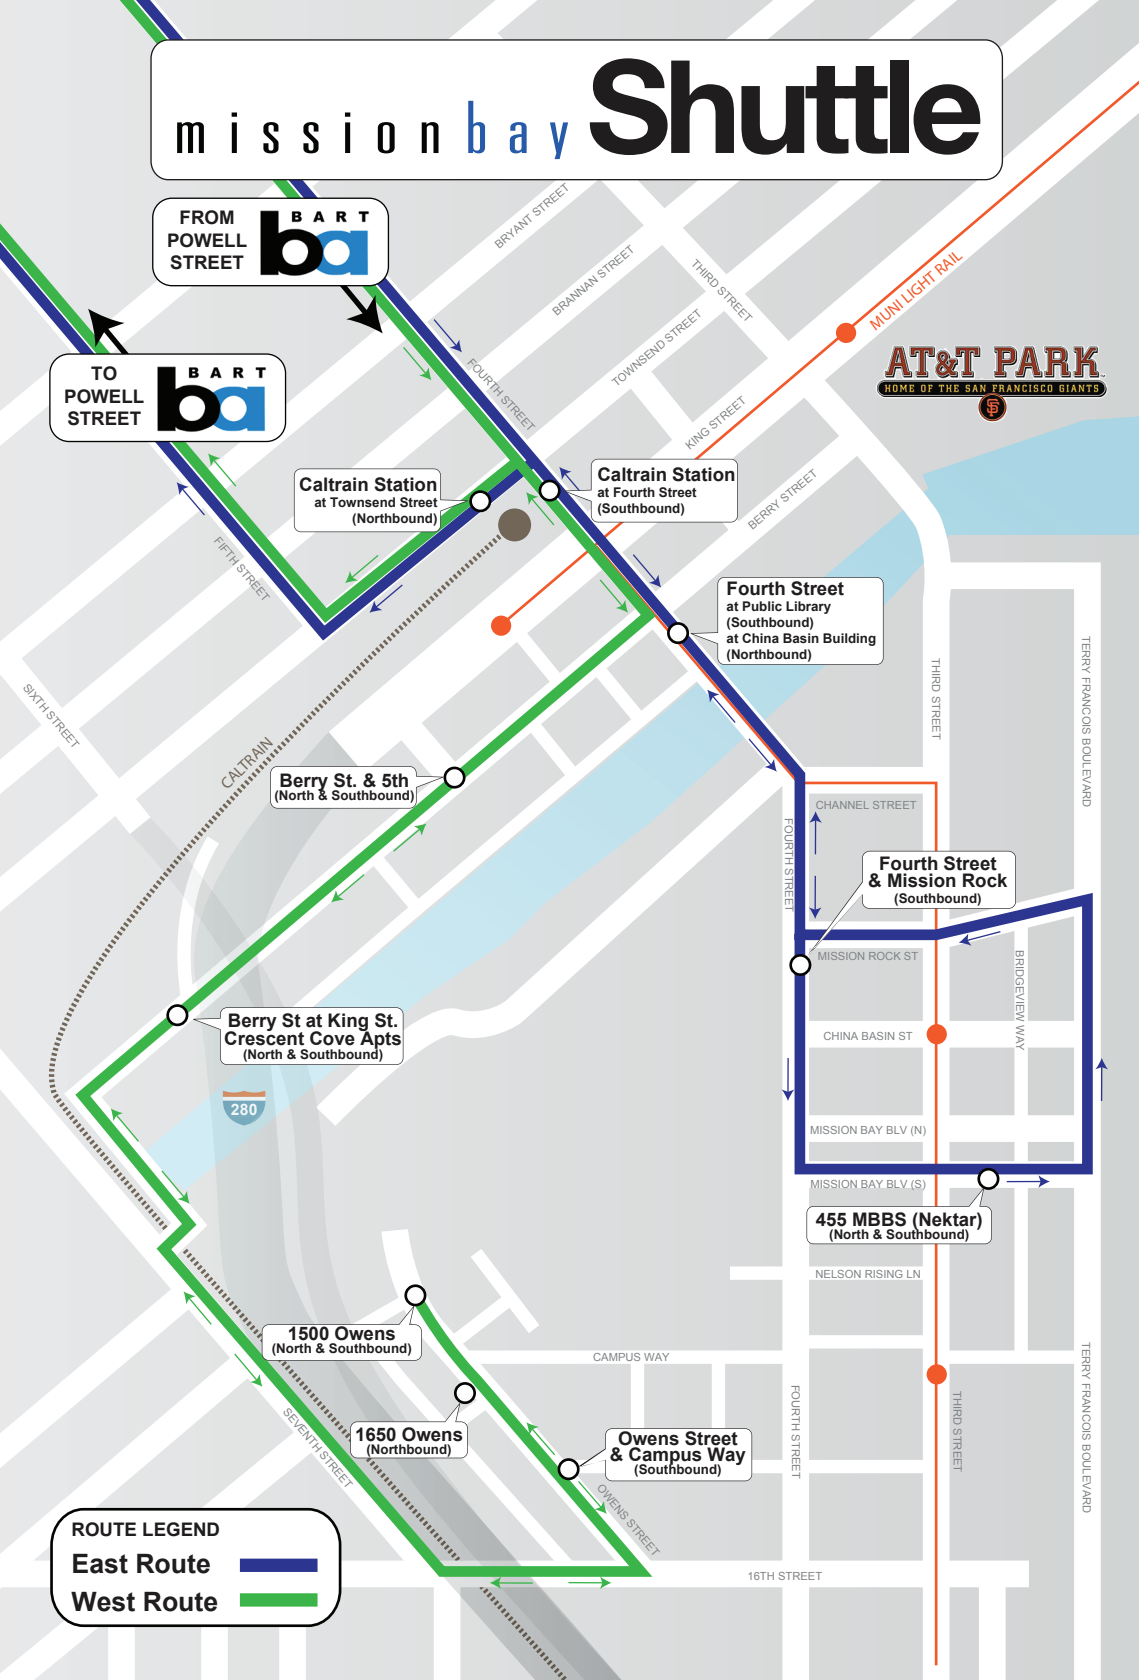 missionbay Shuttle
FROM
POWELL
STREET
BART
ba
TO
POWELL
STREET
BART
ba
BRYANT STREET
BRANNAN STREET
THIRD STREET
TOWNSEND STREET
MUNI LIGHT RAIL
AT&T PARK
HOME OF THE SAN FRANCISCO GIANTS
SF
FOURTH STREET
KING STREET
BERRY STREET
Caltrain Station
at Townsend Street
(Northbound)
Caltrain Station
at Fourth Street
(Southbound)
FIFTH STREET
Fourth Street
at Public Library
(Southbound)
at China Basin Building
(Northbound)
SIXTH STREET
THIRD STREET
TERRY FRANCOIS BOULEVARD
CALTRAIN
Berry St. & 5th
(North & Southbound)
CHANNEL STREET
FOURTH STREET
Fourth Street
& Mission Rock
(Southbound)
MISSION ROCK ST
BRIDGEVIEW WAY
CHINA BASIN ST
Berry St at King St.
Crescent Cove Apts
(North & Southbound)
280
MISSION BAY BLV (N)
MISSION BAY BLV (S)
455 MBBS (Nektar)
(North & Southbound)
NELSON RISING LN
1500 Owens
(North & Southbound)
CAMPUS WAY
1650 Owens
(Northbound)
Owens Street
& Campus Way
(Southbound)
SEVENTH STREET
OWENS STREET
FOURTH STREET
THIRD STREET
TERRY FRANCOIS BOULEVARD
16TH STREET
ROUTE LEGEND
East Route
West Route